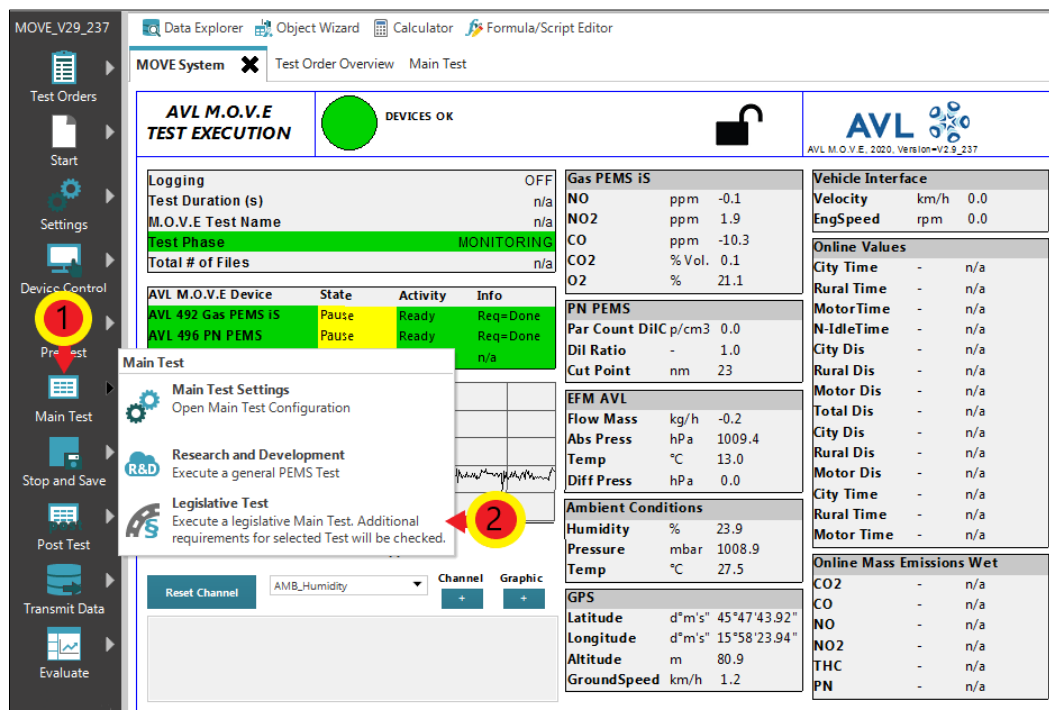 MOVE_V29_237
Data Explorer Object Wizard Calculator Formula/Script Editor
MOVE System Test Order Overview Main Test
Test Orders
Start
Settings
Device Control
1
Main Test
Stop and Save
Post Test
Transmit Data
Evaluate
AVL M.O.V.E
TEST EXECUTION
DEVICES OK
AVL
AVL M.O.V.E, 2020, Version=V2.9_237
Logging OFF
Test Duration (s) n/a
M.O.V.E Test Name n/a
Test Phase MONITORING
Total # of Files n/a
AVL M.O.V.E Device State Activity Info
AVL 492 Gas PEMS iS Pause Ready Req=Done
AVL 496 PN PEMS Pause Ready Req=Done
n/a
Main Test
Main Test Settings
Open Main Test Configuration
R&D
Research and Development
Execute a general PEMS Test
§
Legislative Test
Execute a legislative Main Test. Additional
requirements for selected Test will be checked.
2
Reset Channel
AMB_Humidity
Channel Graphic
+ +
Gas PEMS iS
NO ppm -0.1
NO2 ppm 1.9
CO ppm -10.3
CO2 % Vol. 0.1
O2 % 21.1
PN PEMS
Par Count DilC p/cm3 0.0
Dil Ratio - 1.0
Cut Point nm 23
EFM AVL
Flow Mass kg/h -0.2
Abs Press hPa 1009.4
Temp °C 13.0
Diff Press hPa 0.0
Ambient Conditions
Humidity % 23.9
Pressure mbar 1008.9
Temp °C 27.5
GPS
Latitude d°m's" 45°47'43.92"
Longitude d°m's" 15°58'23.94"
Altitude m 80.9
GroundSpeed km/h 1.2
Vehicle Interface
Velocity km/h 0.0
EngSpeed rpm 0.0
Online Values
City Time - n/a
Rural Time - n/a
MotorTime - n/a
N-IdleTime - n/a
City Dis - n/a
Rural Dis - n/a
Motor Dis - n/a
Total Dis - n/a
City Dis - n/a
Rural Dis - n/a
Motor Dis - n/a
City Time - n/a
Rural Time - n/a
Motor Time - n/a
Online Mass Emissions Wet
CO2 - n/a
CO - n/a
NO - n/a
NO2 - n/a
THC - n/a
PN - n/a